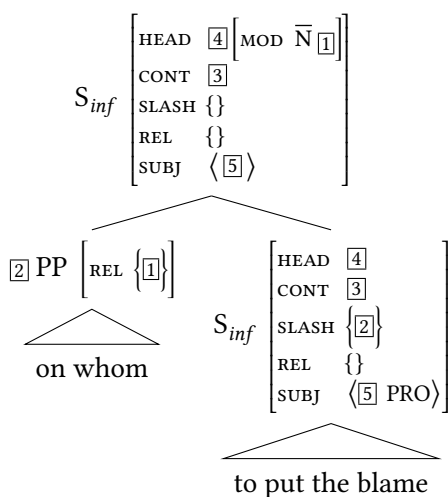 S_inf [HEAD [4] [MOD N̅ [1]]
CONT [3]
SLASH {}
REL {}
SUBJ ⟨[5]⟩]
[2] PP [REL {[1]}]
on whom
S_inf [HEAD [4]
CONT [3]
SLASH {[2]}
REL {}
SUBJ ⟨[5] PRO⟩]
to put the blame